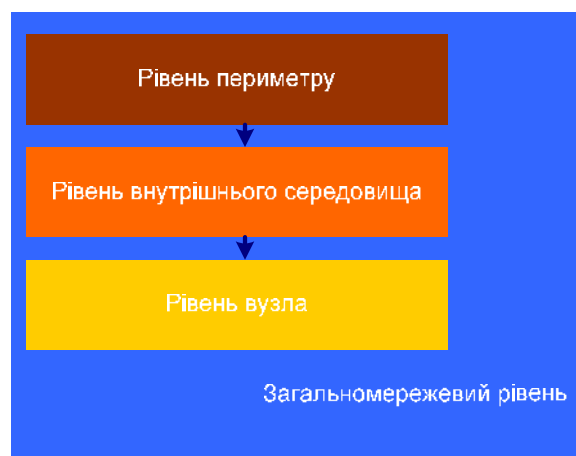 Рівень периметру
Рівень внутрішнього середовища
Рівень вузла
Загальномережевий рівень